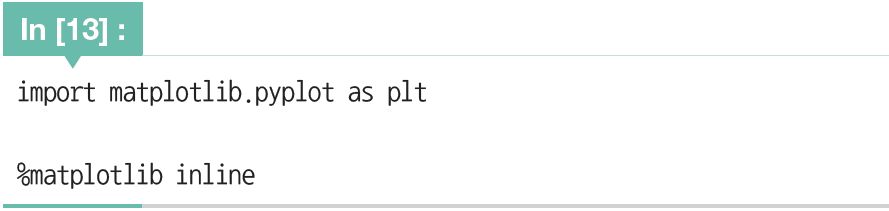 In [13] :
import matplotlib.pyplot as plt
%matplotlib inline